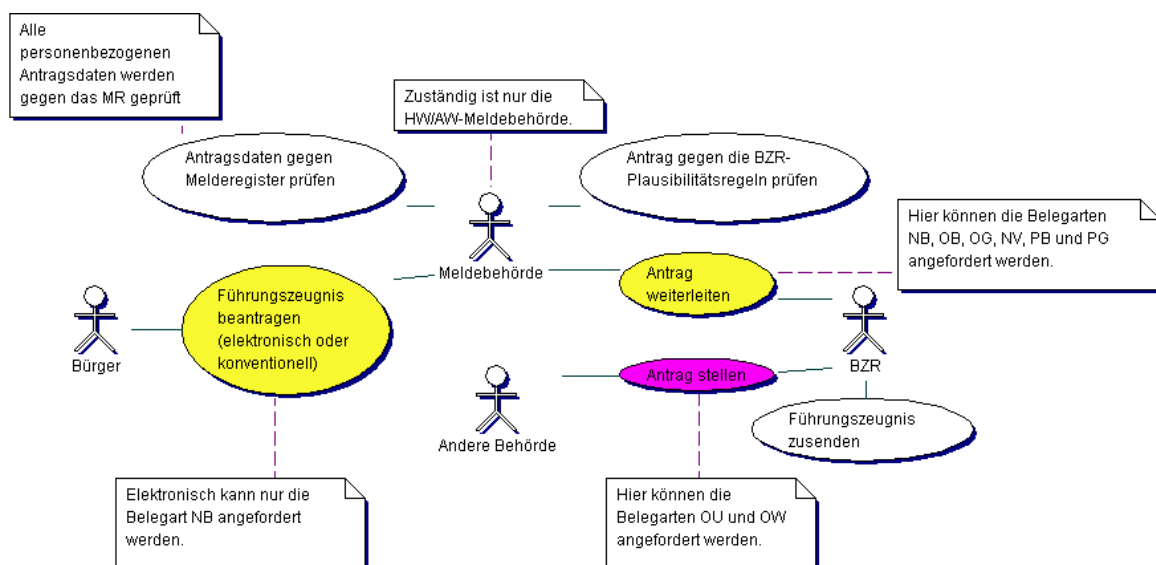 Alle
personenbezogenen
Antragsdaten werden
gegen das MR geprüft
Zuständig ist nur die
HW/AW-Meldebehörde.
Antragsdaten gegen
Melderegister prüfen
Antrag gegen die BZR-
Plausibilitätsregeln prüfen
Hier können die Belegarten
NB, OB, OG, NV, PB und PG
angefordert werden.
Meldebehörde
Antrag
weiterleiten
Führungszeugnis
beantragen
(elektronisch oder
konventionell)
Bürger
BZR
Antrag stellen
Andere Behörde
Führungszeugnis
zusenden
Elektronisch kann nur die
Belegart NB angefordert
werden.
Hier können die
Belegarten OU und OW
angefordert werden.